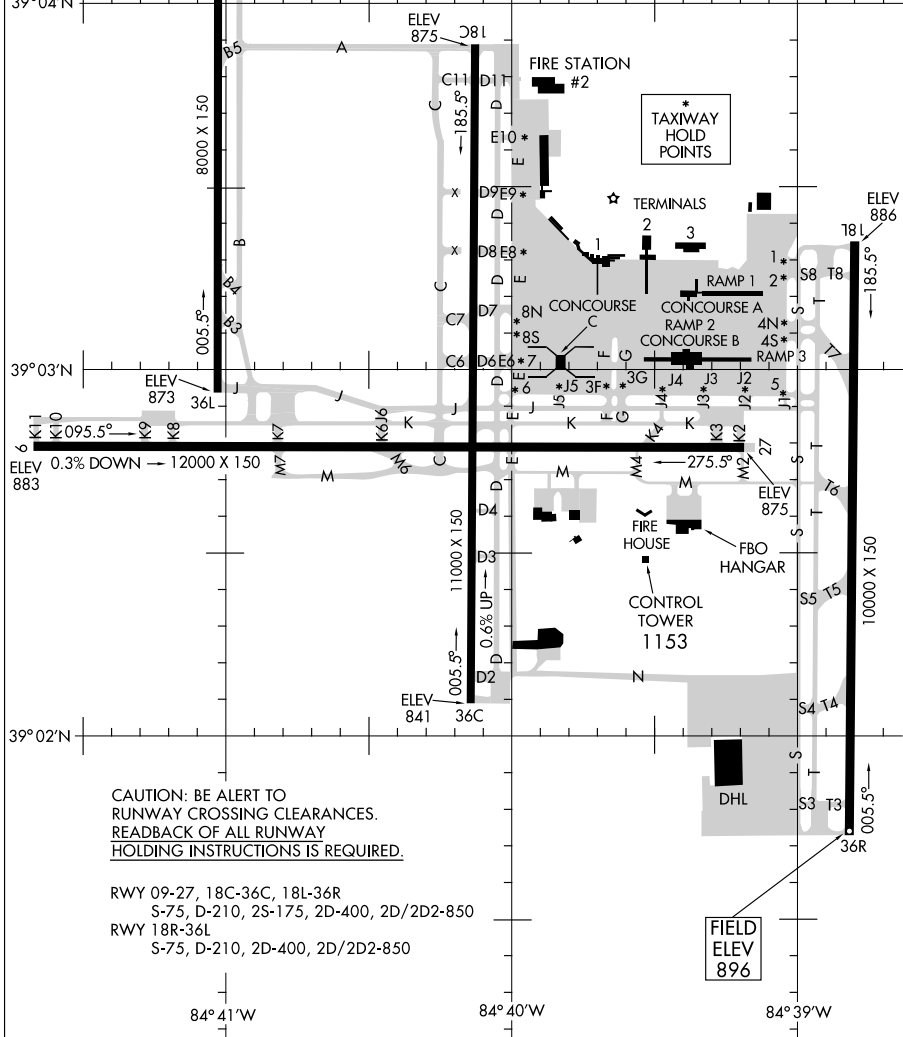 39°04'N
ELEV
875
18C
A
B5
C11
D11
D
FIRE STATION
#2
*
TAXIWAY
HOLD
POINTS
8000 X 150
C
185.5°
E10 *
E
X
D9E9 *
D
TERMINALS
ELEV
886
B
X
D8 E8 *
E
1
2
3
18L
185.5°
1
2
S8
T8
RAMP 1
B4
C
D7
CONCOURSE
C
CONCOURSE A
T
S
005.5°
B3
C7
8N
8S
RAMP 2
CONCOURSE B
4N
4S
T7
39°03'N
C6
D6E6 * 7
F
G
RAMP 3
ELEV
873
36L
J
J
D
E
6
J5
J5
3F
3G
J4
J3
J2
5
J4
J3
J2
J1
K11
K10
K9
K8
K7
K6
J6
J
K
J
E
F
G
K
K4
K
K3
K2
6
095.5°
27
ELEV
883
0.3% DOWN
12000 X 150
M7
M
M6
C
E
D
M
M4
275.5°
M
M2
ELEV
875
S
T
T6
D4
T
S
FIRE
HOUSE
FBO
HANGAR
11000 X 150
D3
0.6% UP
CONTROL
TOWER
1153
S5
T5
10000 X 150
005.5°
D
D2
N
ELEV
841
36C
S4
T4
39°02'N
S
T
DHL
S3
T3
005.5°
36R
CAUTION: BE ALERT TO
RUNWAY CROSSING CLEARANCES.
READBACK OF ALL RUNWAY
HOLDING INSTRUCTIONS IS REQUIRED.
RWY 09-27, 18C-36C, 18L-36R
S-75, D-210, 2S-175, 2D-400, 2D/2D2-850
RWY 18R-36L
S-75, D-210, 2D-400, 2D/2D2-850
FIELD
ELEV
896
84°41'W
84°40'W
84°39'W